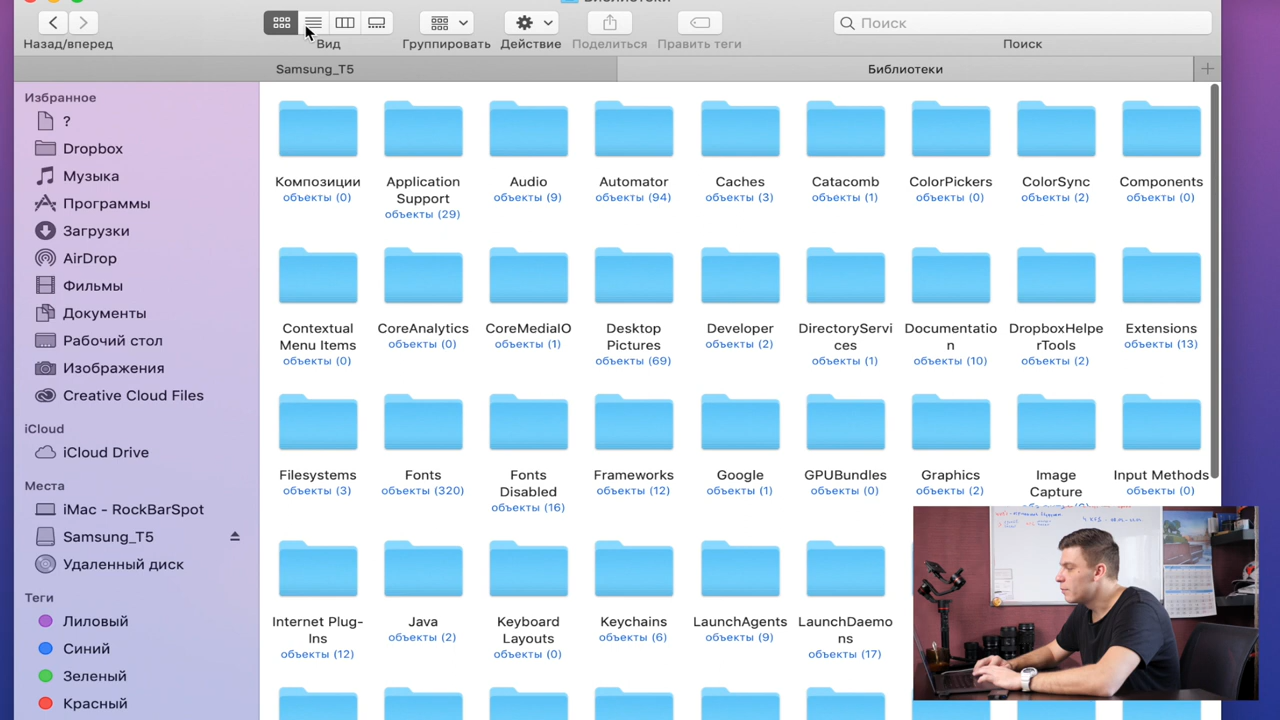 Библиотеки
Назад/вперед
Вид
Группировать
Действие
Поделиться
Править теги
Поиск
Поиск
Samsung_T5
Библиотеки
Избранное
?
Dropbox
Музыка
Программы
Загрузки
AirDrop
Фильмы
Документы
Рабочий стол
Изображения
Creative Cloud Files
iCloud
iCloud Drive
Места
iMac - RockBarSpot
Samsung_T5
Удаленный диск
Теги
Лиловый
Синий
Зеленый
Красный
Композиции
объекты (0)
Application
Support
объекты (29)
Audio
объекты (9)
Automator
объекты (94)
Caches
объекты (3)
Catacomb
объекты (1)
ColorPickers
объекты (0)
ColorSync
объекты (2)
Components
объекты (0)
Contextual
Menu Items
объекты (0)
CoreAnalytics
объекты (0)
CoreMediaIO
объекты (1)
Desktop
Pictures
объекты (69)
Developer
объекты (2)
DirectoryServi
ces
объекты (1)
Documentatio
n
объекты (10)
DropboxHelpe
rTools
объекты (2)
Extensions
объекты (13)
Filesystems
объекты (3)
Fonts
объекты (320)
Fonts
Disabled
объекты (16)
Frameworks
объекты (12)
Google
объекты (1)
GPUBundles
объекты (0)
Graphics
объекты (2)
Image
Capture
Input Methods
объекты (0)
Internet Plug-
Ins
объекты (12)
Java
объекты (2)
Keyboard
Layouts
объекты (0)
Keychains
объекты (6)
LaunchAgents
объекты (9)
LaunchDaemo
ns
объекты (17)